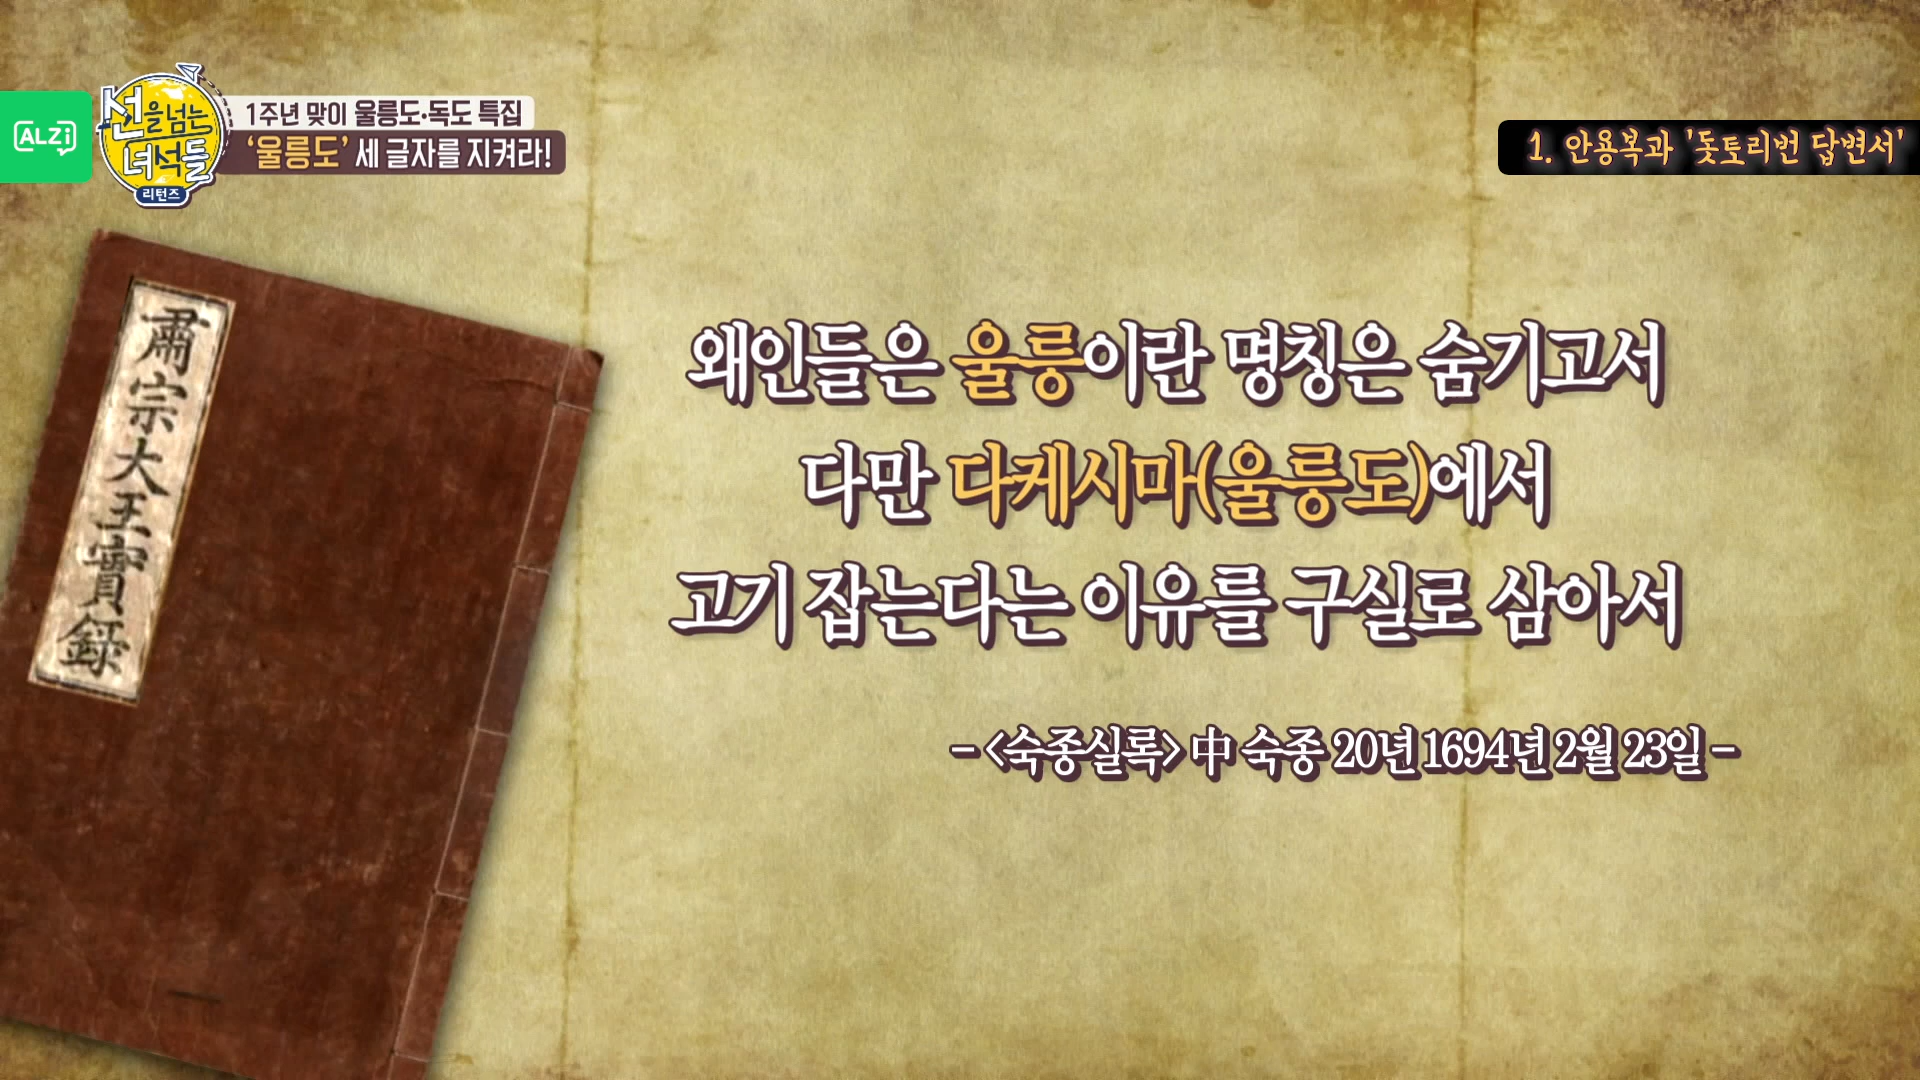 ALZi
선을넘는
녀석들
리턴즈
1주년 맞이 울릉도·독도 특집
‘울릉도’ 세 글자를 지켜라!
1. 안용복과 '돗토리번 답변서'
肅宗大王實錄
왜인들은 울릉이란 명칭은 숨기고서
다만 다케시마(울릉도)에서
고기 잡는다는 이유를 구실로 삼아서
- <숙종실록> 中 숙종 20년 1694년 2월 23일 -